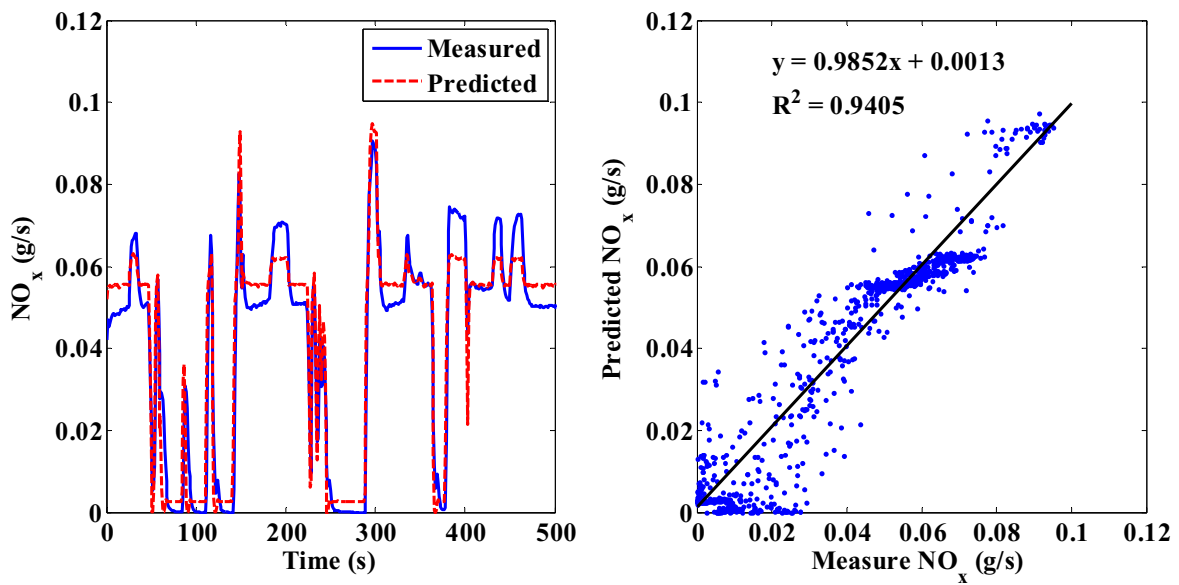 0.12
0.1
0.08
0.06
0.04
0.02
0
NOx (g/s)
Measured
Predicted
0 100 200 300 400 500
Time (s)
0.12
0.1
0.08
0.06
0.04
0.02
0
Predicted NOx (g/s)
y = 0.9852x + 0.0013
R² = 0.9405
0 0.02 0.04 0.06 0.08 0.1 0.12
Measure NOx (g/s)